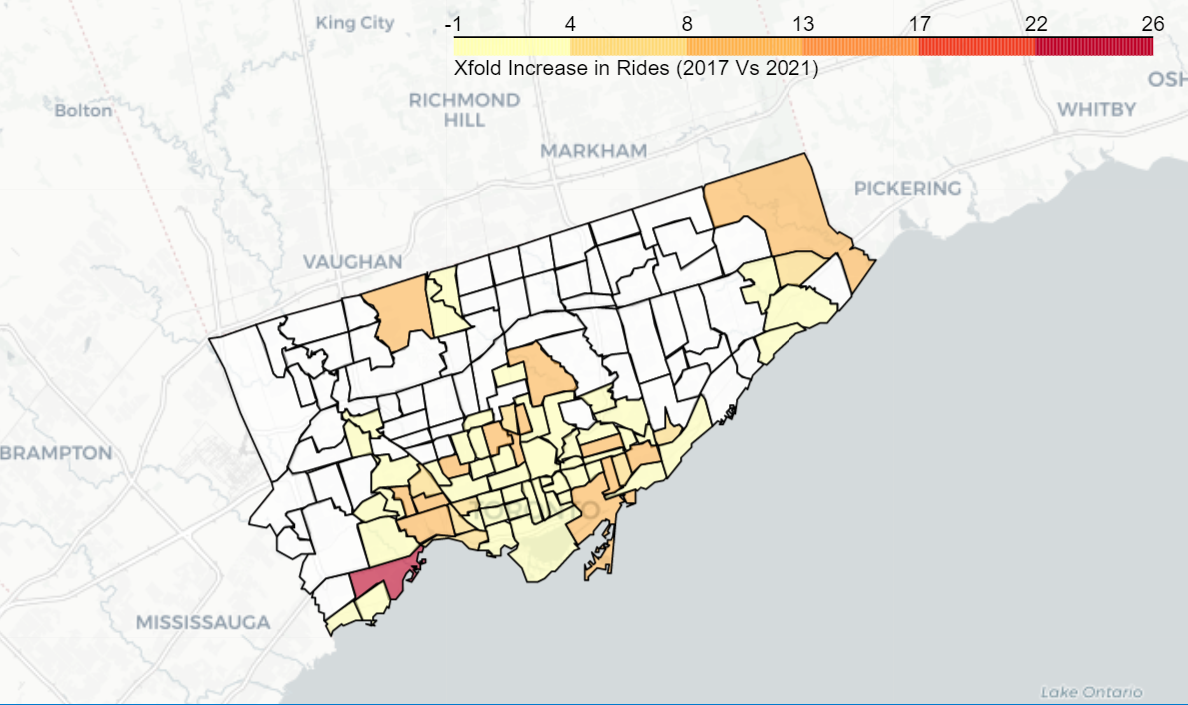 King City
-1 4 8 13 17 22 26
Xfold Increase in Rides (2017 Vs 2021)
OSH
Bolton
RICHMOND
HILL
WHITBY
MARKHAM
PICKERING
VAUGHAN
BRAMPTON
TORONTO
MISSISSAUGA
Lake Ontario